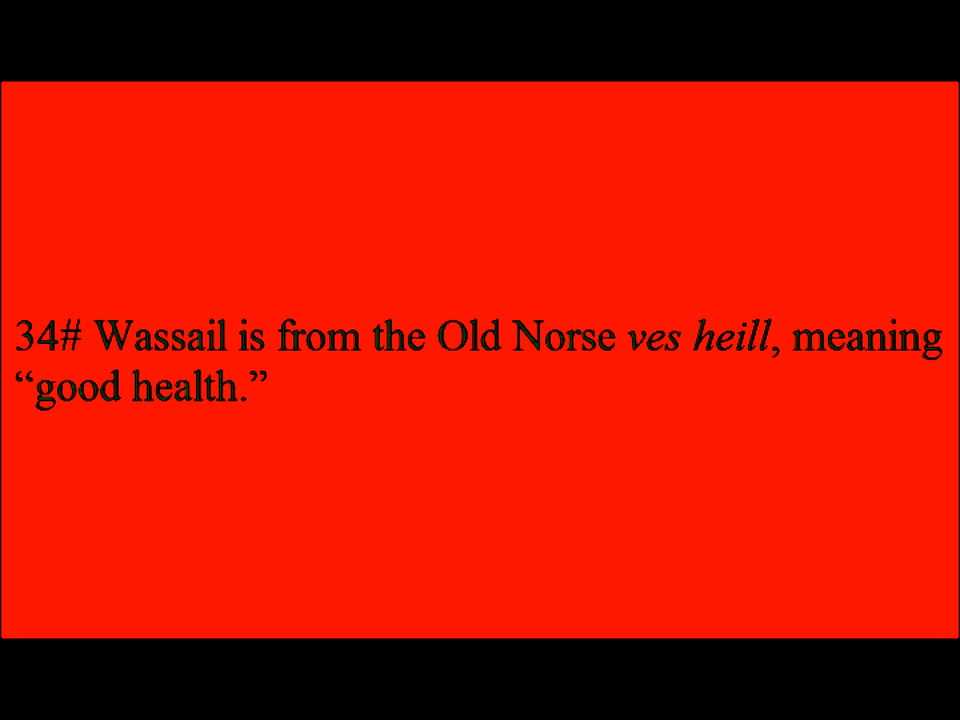 34# Wassail is from the Old Norse ves heill, meaning
“good health.”